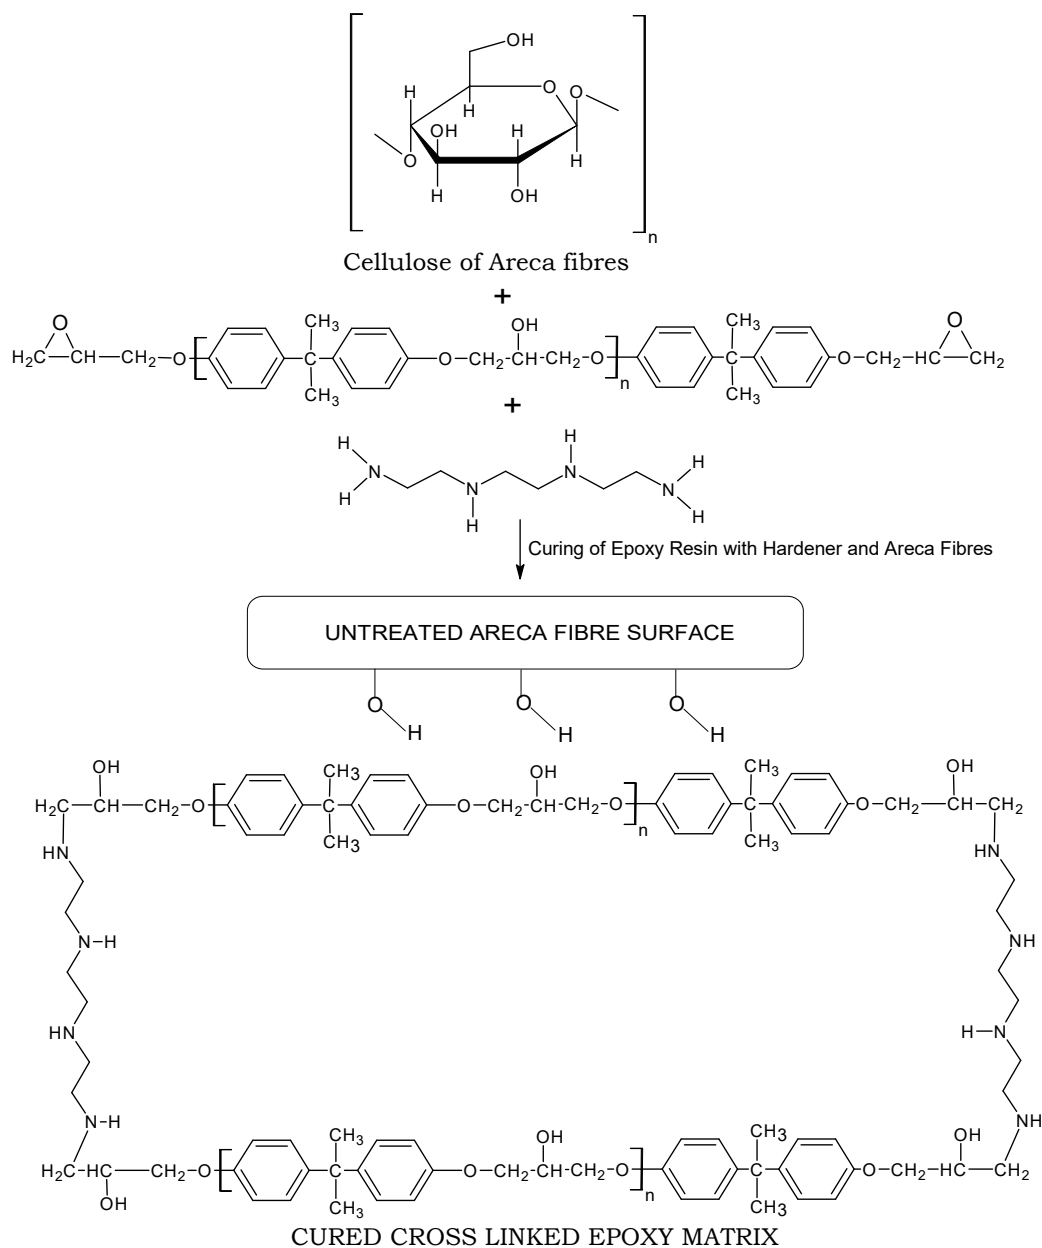 OH
H
O
O
H
OH
H
H
O
H
OH
n
Cellulose of Areca fibres
+
O
CH3
OH
CH3
O
H2C CH CH2 O C O CH2 CH CH2 O n C O CH2 CH2
CH3
CH3
+
H
H
H
N
N
N
N
H
H
H
Curing of Epoxy Resin with Hardener and Areca Fibres
UNTREATED ARECA FIBRE SURFACE
O O O
H H H
OH
CH3
OH
CH3
OH
H2C CH CH2 O C O CH2 CH CH2 O n C O CH2 CH2
CH3
CH3
HN
HN
N-H
NH
HN
H-N
N-H
NH
CH3
OH
CH3
OH
H2C CH CH2 O C O CH2 CH CH2 O n C O CH2 CH2
OH
CH3
CH3
CURED CROSS LINKED EPOXY MATRIX